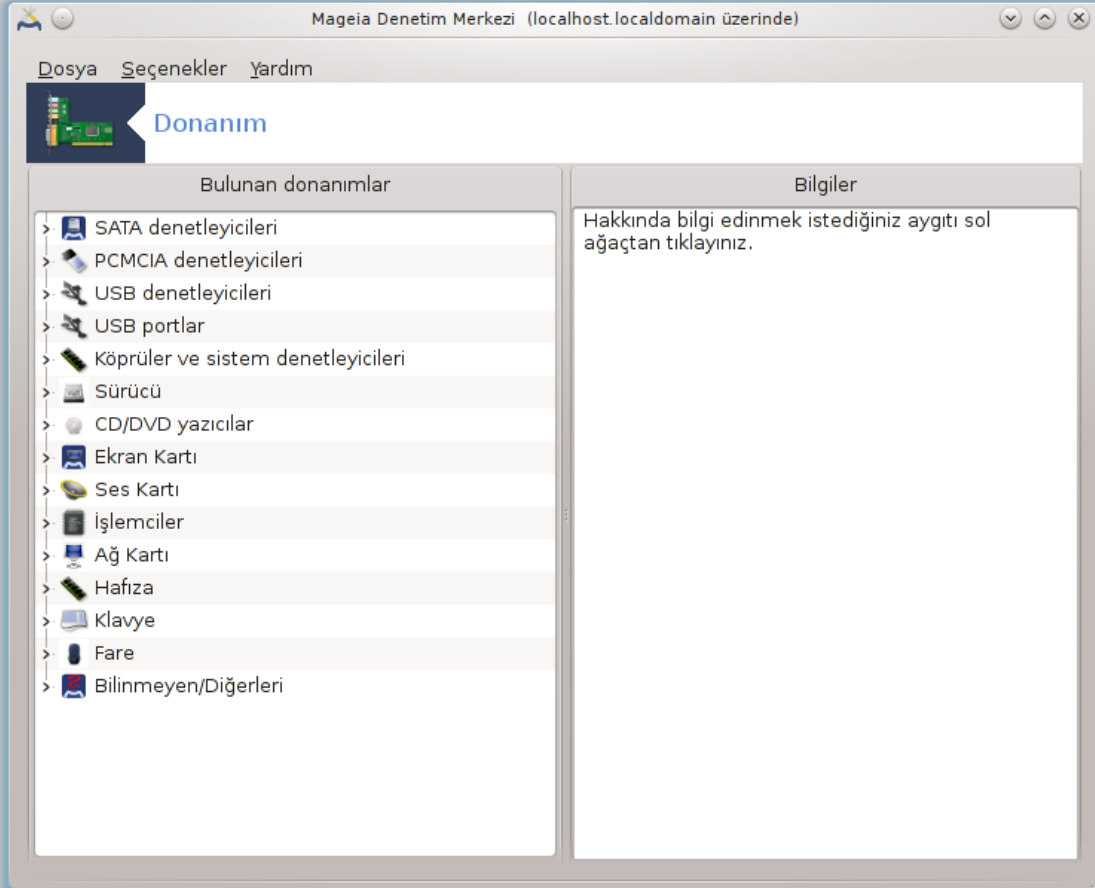 Mageia Denetim Merkezi (localhost.localdomain üzerinde)
Dosya Seçenekler Yardım
Donanım
Bulunan donanımlar
SATA denetleyicileri
PCMCIA denetleyicileri
USB denetleyicileri
USB portlar
Köprüler ve sistem denetleyicileri
Sürücü
CD/DVD yazıcılar
Ekran Kartı
Ses Kartı
İşlemciler
Ağ Kartı
Hafıza
Klavye
Fare
Bilinmeyen/Diğerleri
Bilgiler
Hakkında bilgi edinmek istediğiniz aygıtı sol
ağaçtan tıklayınız.